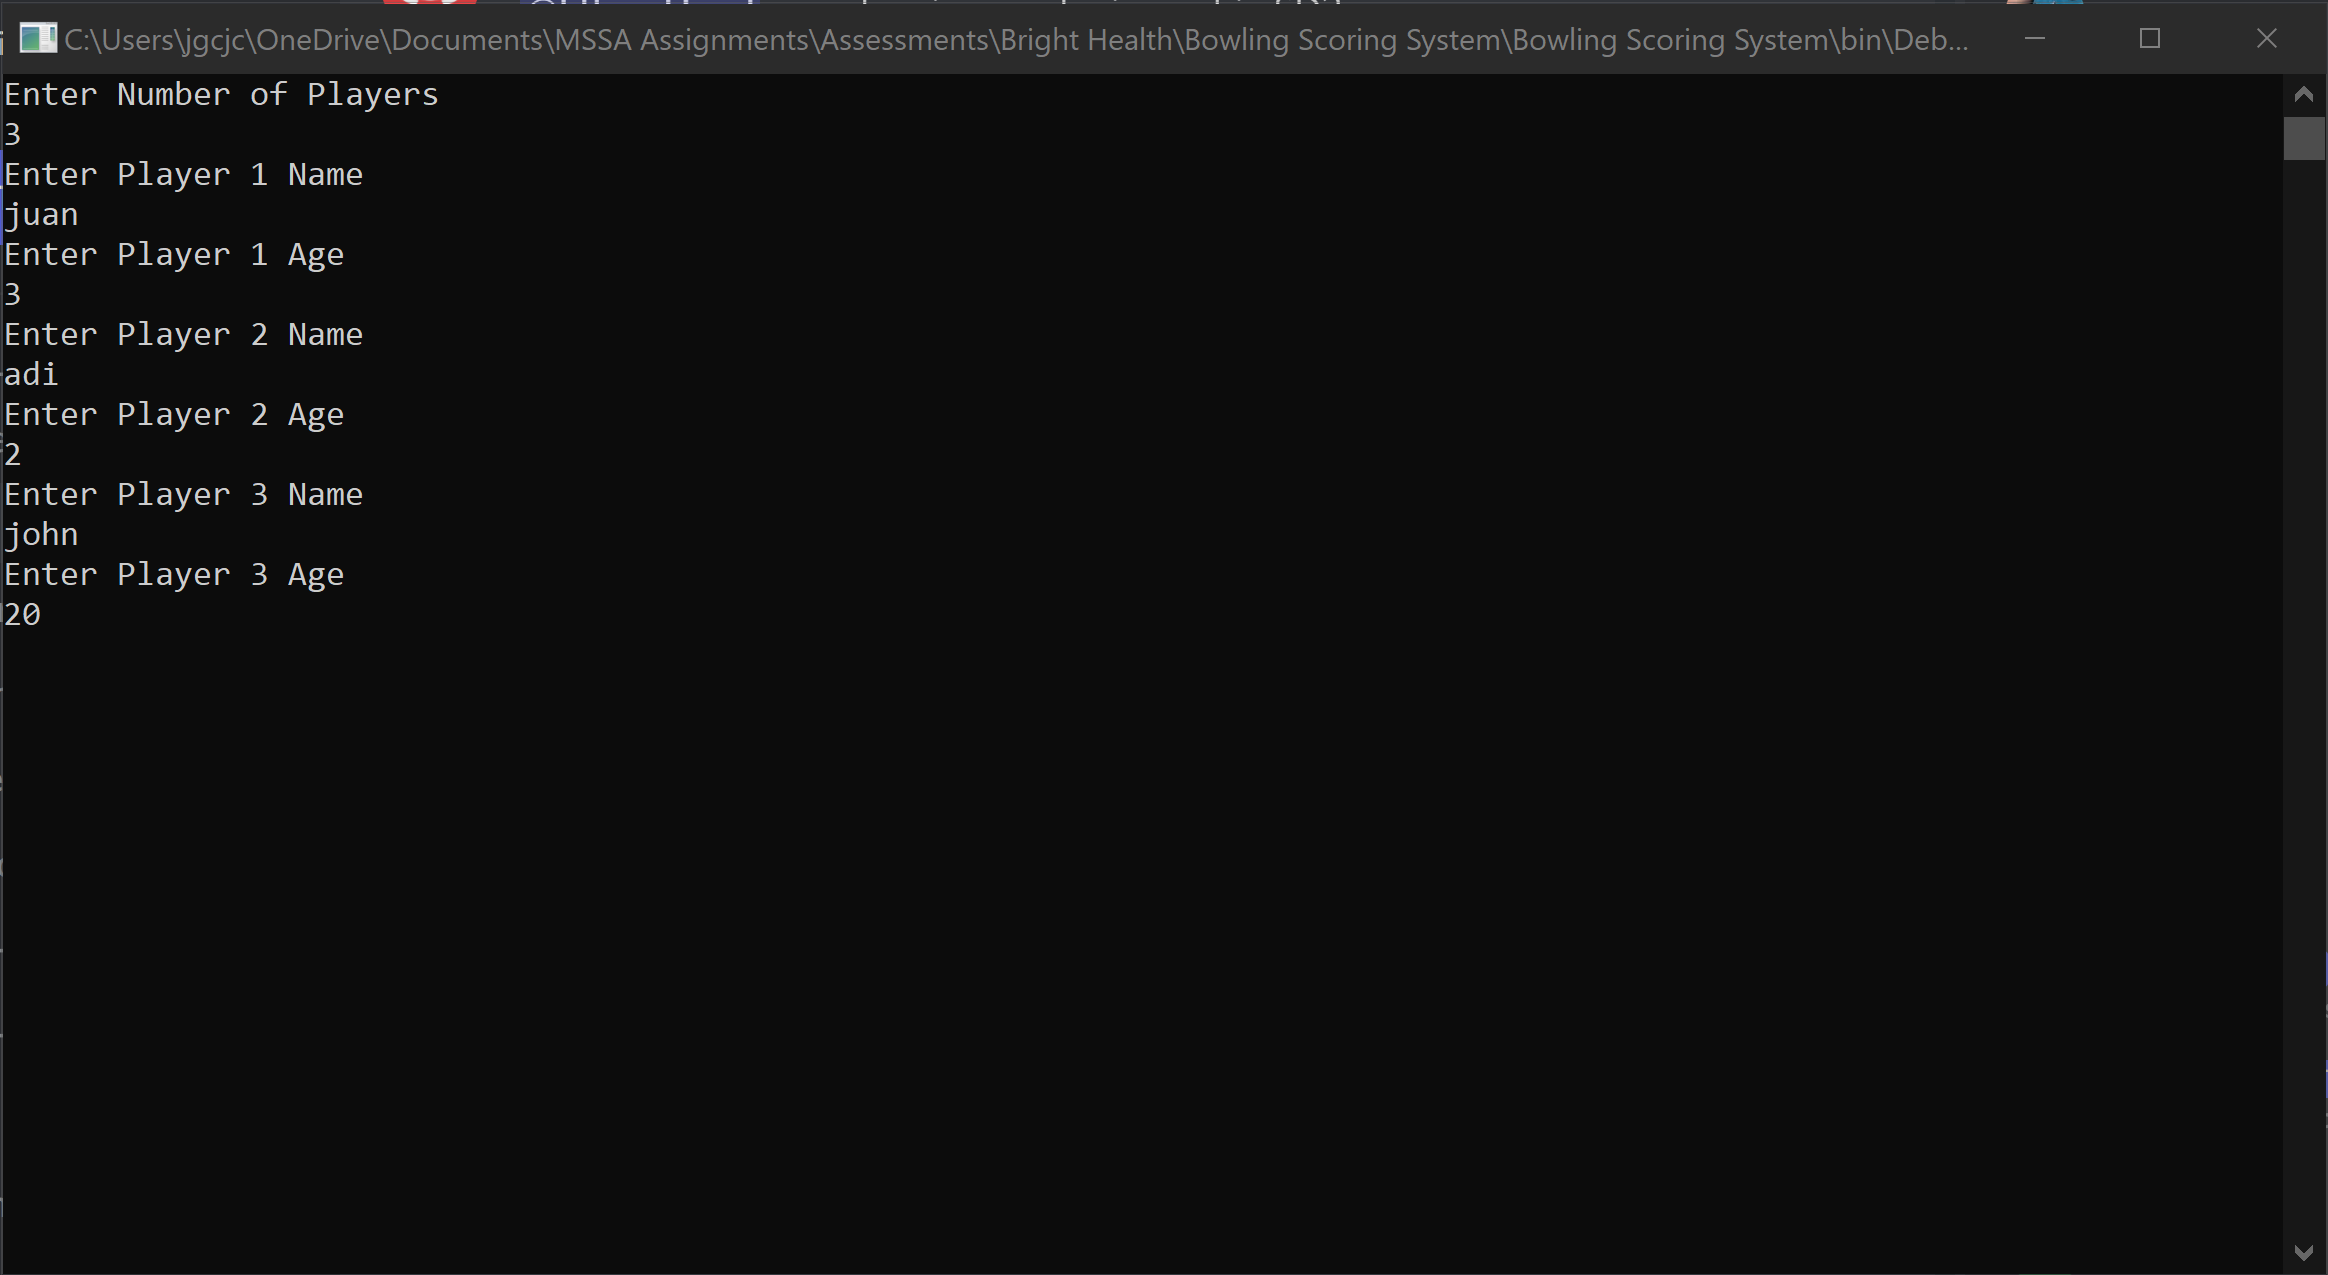 C:\Users\jgcjc\OneDrive\Documents\MSSA Assignments\Assessments\Bright Health\Bowling Scoring System\Bowling Scoring System\bin\Deb...
Enter Number of Players
3
Enter Player 1 Name
juan
Enter Player 1 Age
3
Enter Player 2 Name
adi
Enter Player 2 Age
2
Enter Player 3 Name
john
Enter Player 3 Age
20